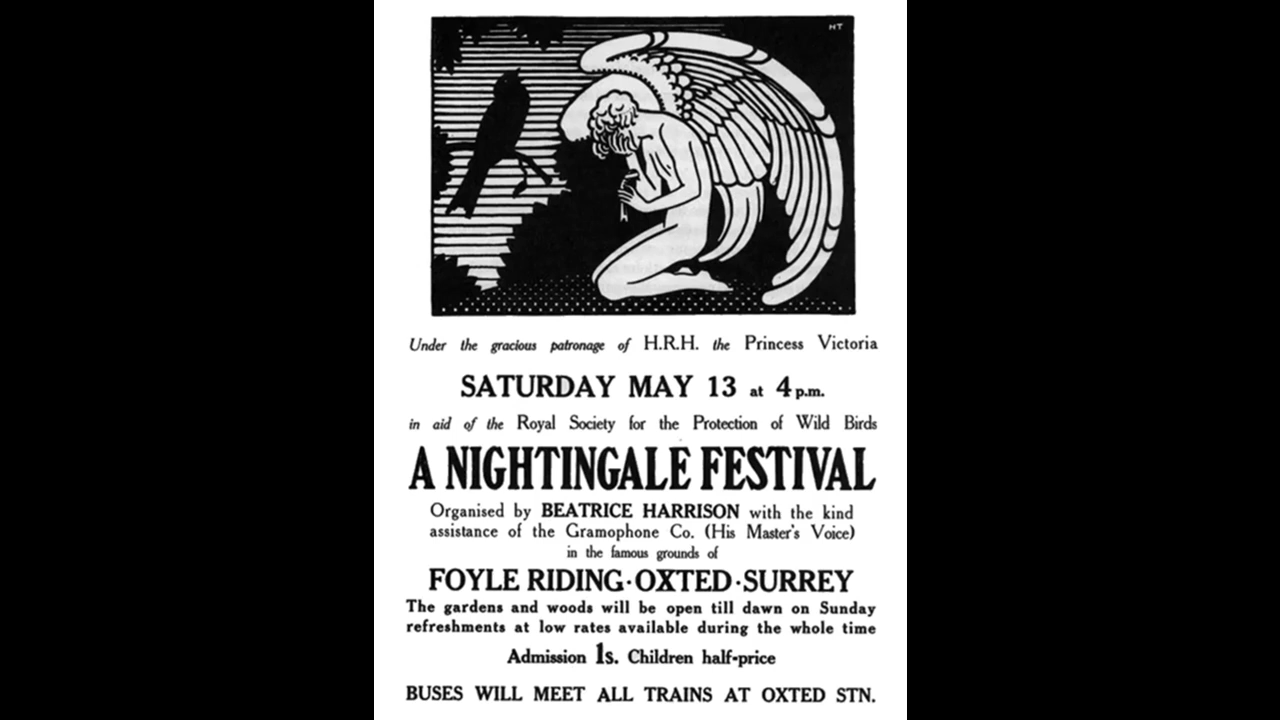 HT
Under the gracious patronage of H.R.H. the Princess Victoria
SATURDAY MAY 13 at 4 p.m.
in aid of the Royal Society for the Protection of Wild Birds
A NIGHTINGALE FESTIVAL
Organised by BEATRICE HARRISON with the kind
assistance of the Gramophone Co. (His Master's Voice)
in the famous grounds of
FOYLE RIDING·OXTED·SURREY
The gardens and woods will be open till dawn on Sunday
refreshments at low rates available during the whole time
Admission 1s. Children half-price
BUSES WILL MEET ALL TRAINS AT OXTED STN.